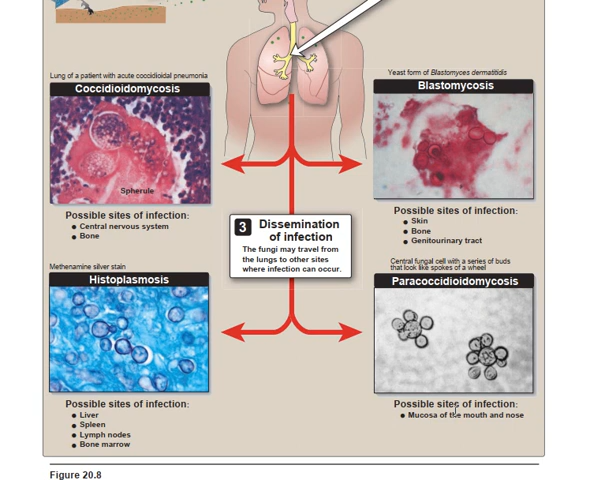 Lung of a patient with acute coccidioidal pneumonia
Coccidioidomycosis
Spherule
Possible sites of infection:
● Central nervous system
● Bone
Yeast form of Blastomyces dermatitidis
Blastomycosis
Possible sites of infection:
● Skin
● Bone
● Genitourinary tract
3 Dissemination
of infection
The fungi may travel from
the lungs to other sites
where infection can occur.
Methenamine silver stain
Histoplasmosis
Possible sites of infection:
● Liver
● Spleen
● Lymph nodes
● Bone marrow
Central fungal cell with a series of buds
that look like spokes of a wheel
Paracoccidioidomycosis
Possible sites of infection:
● Mucosa of the mouth and nose
Figure 20.8